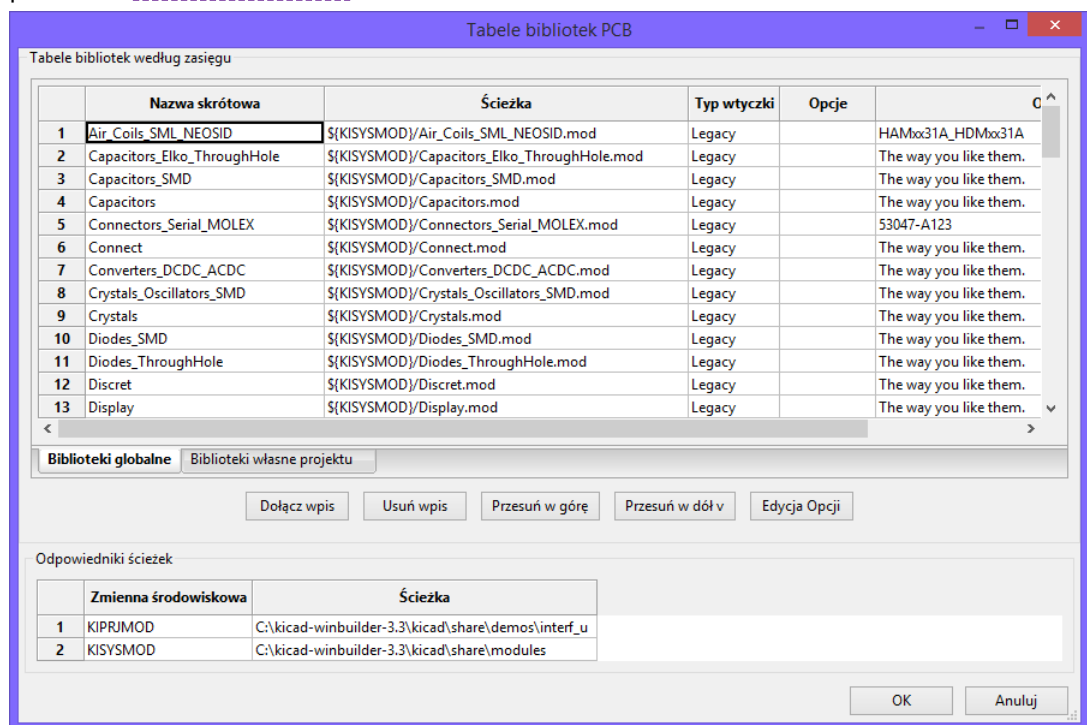 Tabele bibliotek PCB
Tabele bibliotek według zasięgu
Nazwa skrótowa Ścieżka Typ wtyczki Opcje
1 Air_Coils_SML_NEOSID ${KISYSMOD}/Air_Coils_SML_NEOSID.mod Legacy HAMxx31A_HDMxx31A
2 Capacitors_Elko_ThroughHole ${KISYSMOD}/Capacitors_Elko_ThroughHole.mod Legacy The way you like them.
3 Capacitors_SMD ${KISYSMOD}/Capacitors_SMD.mod Legacy The way you like them.
4 Capacitors ${KISYSMOD}/Capacitors.mod Legacy The way you like them.
5 Connectors_Serial_MOLEX ${KISYSMOD}/Connectors_Serial_MOLEX.mod Legacy 53047-A123
6 Connect ${KISYSMOD}/Connect.mod Legacy The way you like them.
7 Converters_DCDC_ACDC ${KISYSMOD}/Converters_DCDC_ACDC.mod Legacy The way you like them.
8 Crystals_Oscillators_SMD ${KISYSMOD}/Crystals_Oscillators_SMD.mod Legacy The way you like them.
9 Crystals ${KISYSMOD}/Crystals.mod Legacy The way you like them.
10 Diodes_SMD ${KISYSMOD}/Diodes_SMD.mod Legacy The way you like them.
11 Diodes_ThroughHole ${KISYSMOD}/Diodes_ThroughHole.mod Legacy The way you like them.
12 Discret ${KISYSMOD}/Discret.mod Legacy The way you like them.
13 Display ${KISYSMOD}/Display.mod Legacy The way you like them.
Biblioteki globalne Biblioteki własne projektu
Dołącz wpis Usuń wpis Przesuń w górę Przesuń w dół v Edycja Opcji
Odpowiedniki ścieżek
Zmienna środowiskowa Ścieżka
1 KIPRJMOD C:\kicad-winbuilder-3.3\kicad\share\demos\interf_u
2 KISYSMOD C:\kicad-winbuilder-3.3\kicad\share\modules
OK Anuluj